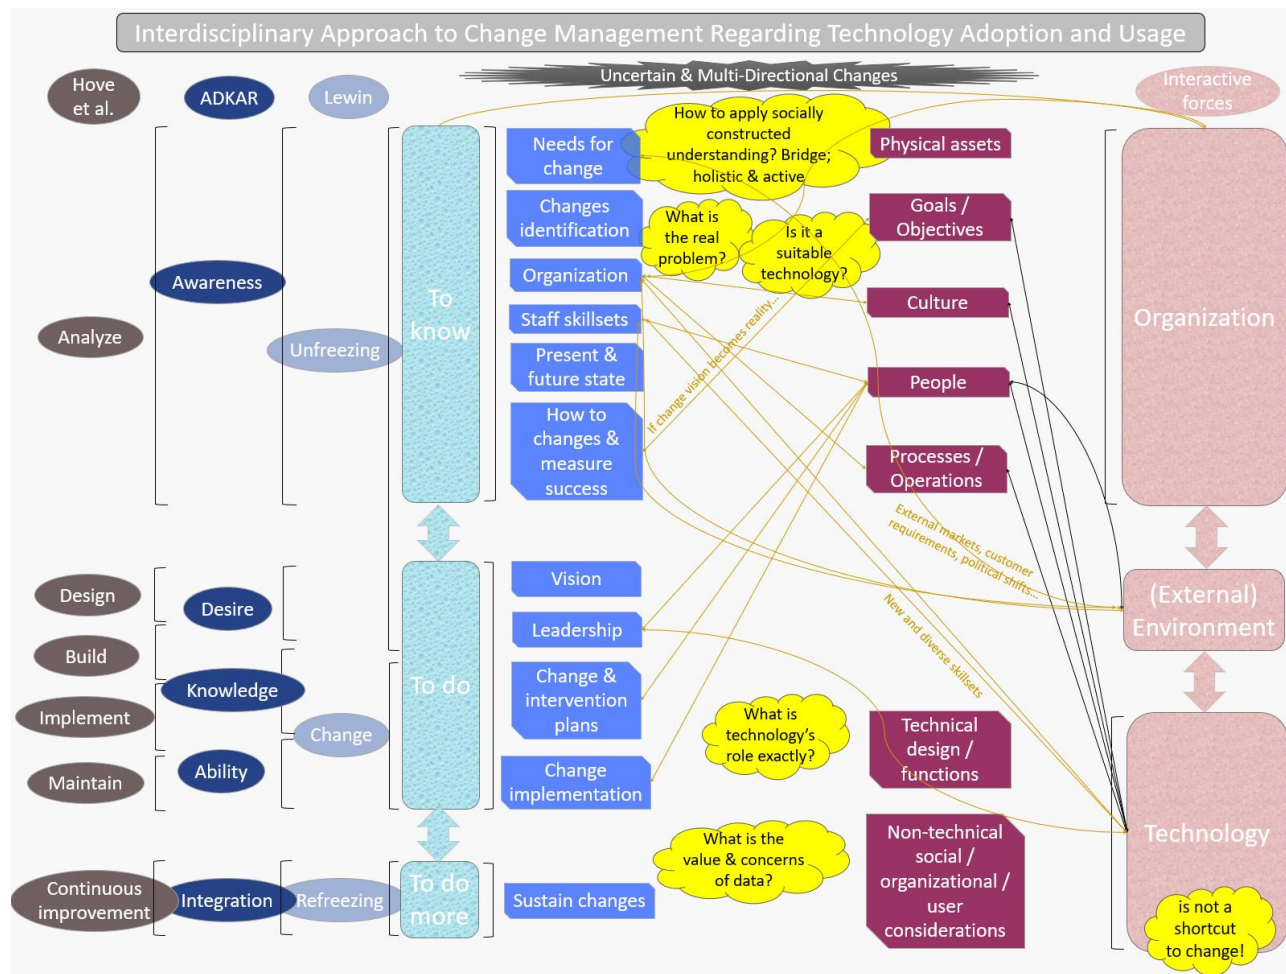 Interdisciplinary Approach to Change Management Regarding Technology Adoption and Usage
Uncertain & Multi-Directional Changes
Hove
et al.
ADKAR
Lewin
Interactive
forces
Analyze
Awareness
Unfreezing
To
know
Needs for
change
Changes
identification
Organization
Staff skillsets
Present &
future state
How to
changes &
measure
success
How to apply socially
constructed
understanding? Bridge;
holistic & active
What is
the real
problem?
Is it a
suitable
technology?
If change vision becomes reality...
Physical assets
Goals /
Objectives
Culture
People
Processes /
Operations
Organization
External markets, customer
requirements, political shifts...
New and diverse skillsets
(External)
Environment
Design
Build
Implement
Maintain
Desire
Knowledge
Ability
Change
To do
Vision
Leadership
Change &
intervention
plans
Change
implementation
What is
technology's
role exactly?
Technical
design /
functions
Technology
is not a
shortcut
to change!
What is the
value & concerns
of data?
Non-technical
social /
organizational /
user
considerations
Continuous
improvement
Integration
Refreezing
To do
more
Sustain changes